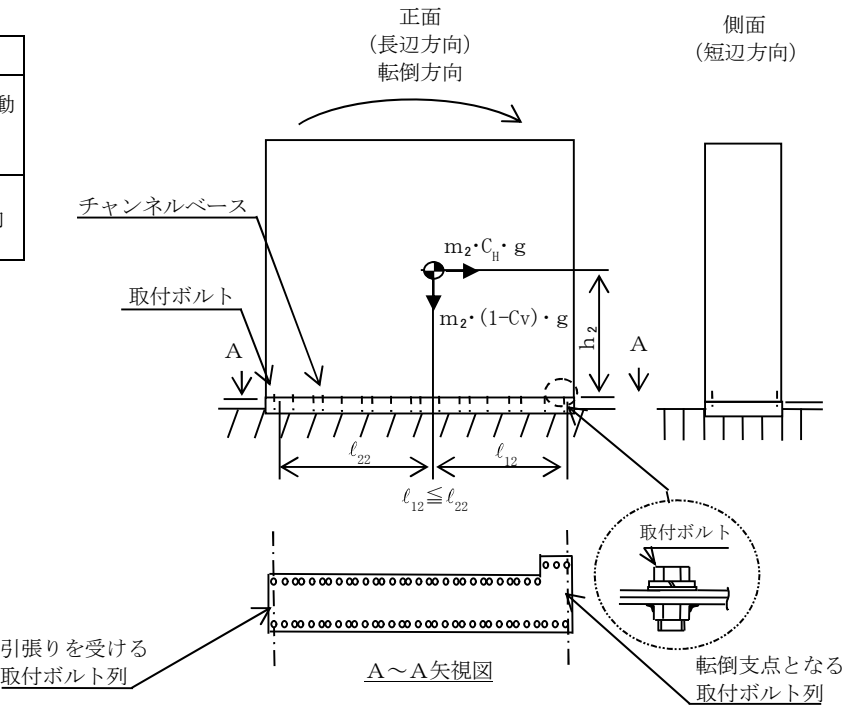 正面
(長辺方向)
転倒方向
側面
(短辺方向)
動
チャンネルベース
m₂・C_H・g
取付ボルト
m₂・(1-Cv)・g
h₂
A
A
ℓ₂₂
ℓ₁₂
ℓ₁₂≦ℓ₂₂
取付ボルト
引張りを受ける
取付ボルト列
A～A矢視図
転倒支点となる
取付ボルト列